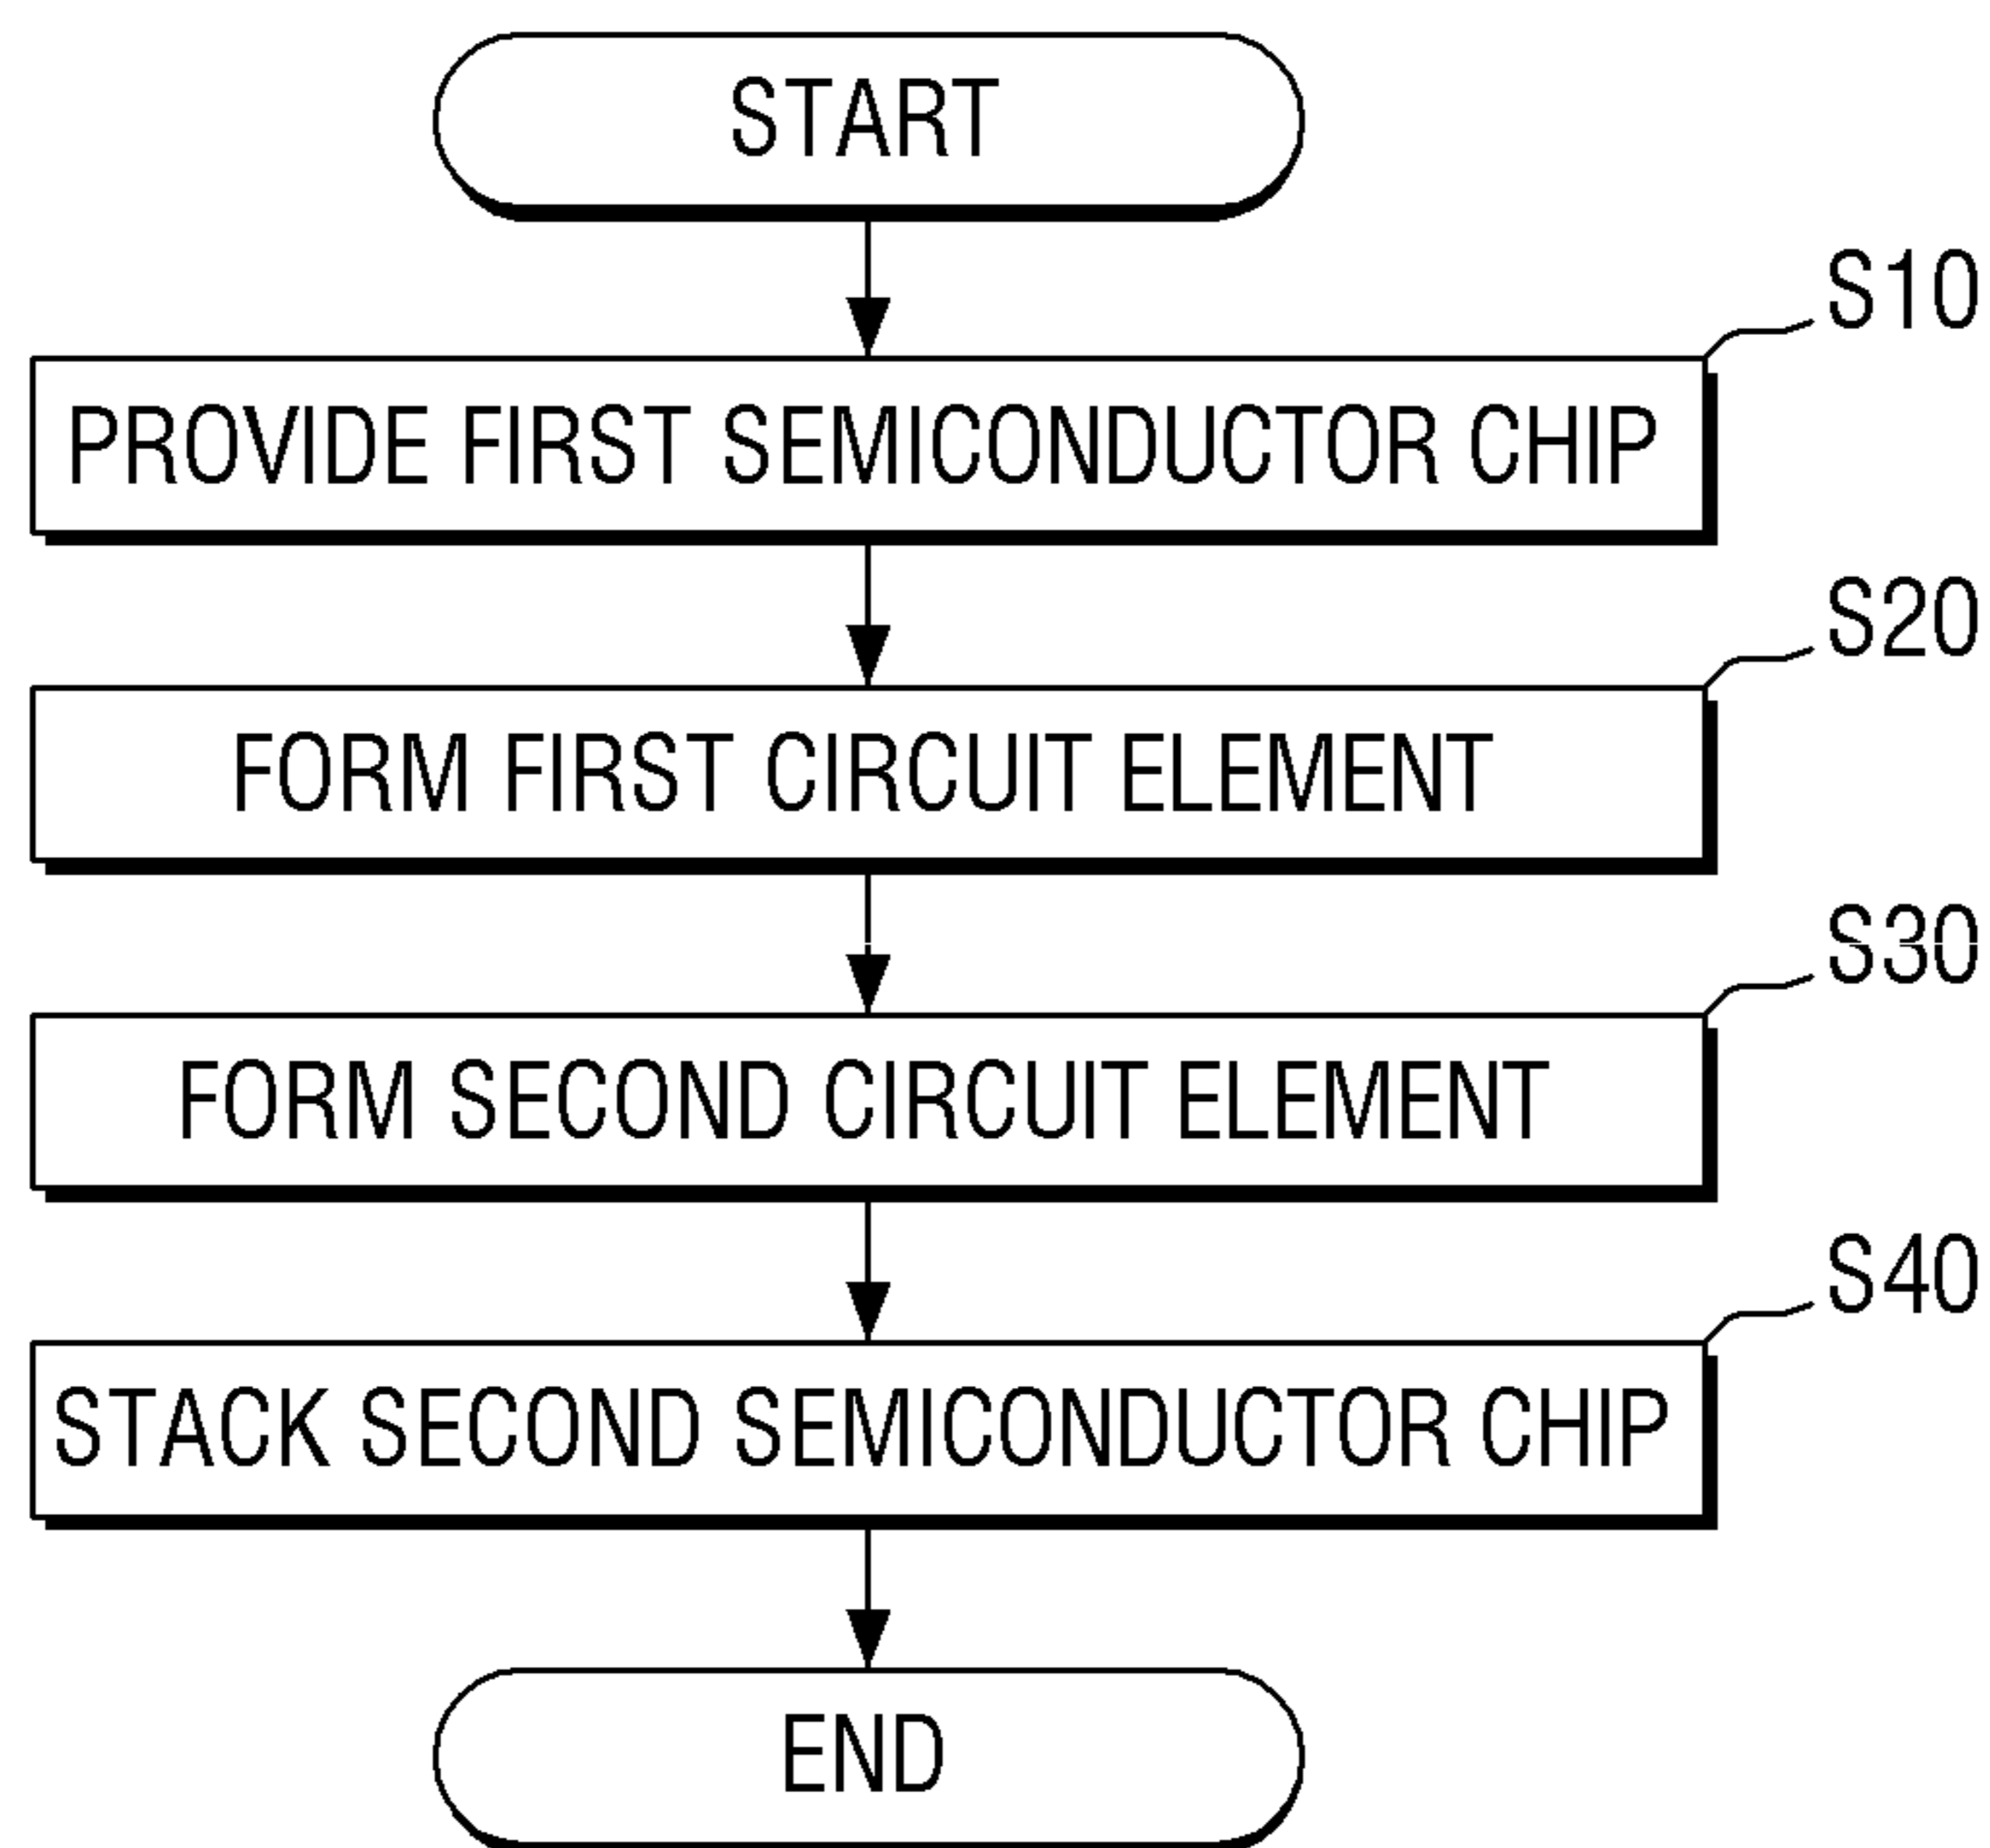 START
S10
PROVIDE FIRST SEMICONDUCTOR CHIP
S20
FORM FIRST CIRCUIT ELEMENT
S30
FORM SECOND CIRCUIT ELEMENT
S40
STACK SECOND SEMICONDUCTOR CHIP
END